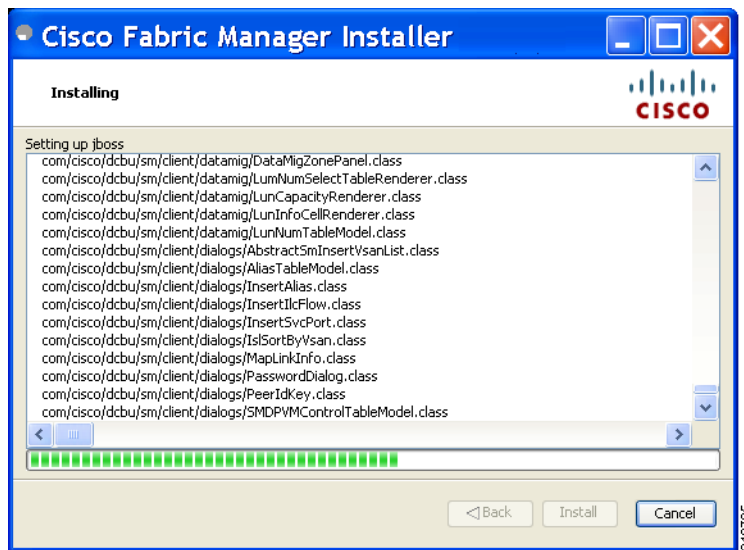 Cisco Fabric Manager Installer
Installing
CISCO
Setting up jboss
com/cisco/dcbu/sm/client/datamig/DataMigZonePanel.class
com/cisco/dcbu/sm/client/datamig/LumNumSelectTableRenderer.class
com/cisco/dcbu/sm/client/datamig/LunCapacityRenderer.class
com/cisco/dcbu/sm/client/datamig/LunInfoCellRenderer.class
com/cisco/dcbu/sm/client/datamig/LunNumTableModel.class
com/cisco/dcbu/sm/client/dialogs/AbstractSmInsertVsanList.class
com/cisco/dcbu/sm/client/dialogs/AliasTableModel.class
com/cisco/dcbu/sm/client/dialogs/InsertAlias.class
com/cisco/dcbu/sm/client/dialogs/InsertIlcFlow.class
com/cisco/dcbu/sm/client/dialogs/InsertSvcPort.class
com/cisco/dcbu/sm/client/dialogs/IslSortByVsan.class
com/cisco/dcbu/sm/client/dialogs/MapLinkInfo.class
com/cisco/dcbu/sm/client/dialogs/PasswordDialog.class
com/cisco/dcbu/sm/client/dialogs/PeerIdKey.class
com/cisco/dcbu/sm/client/dialogs/SMDPVMControlTableModel.class
Back
Install
Cancel